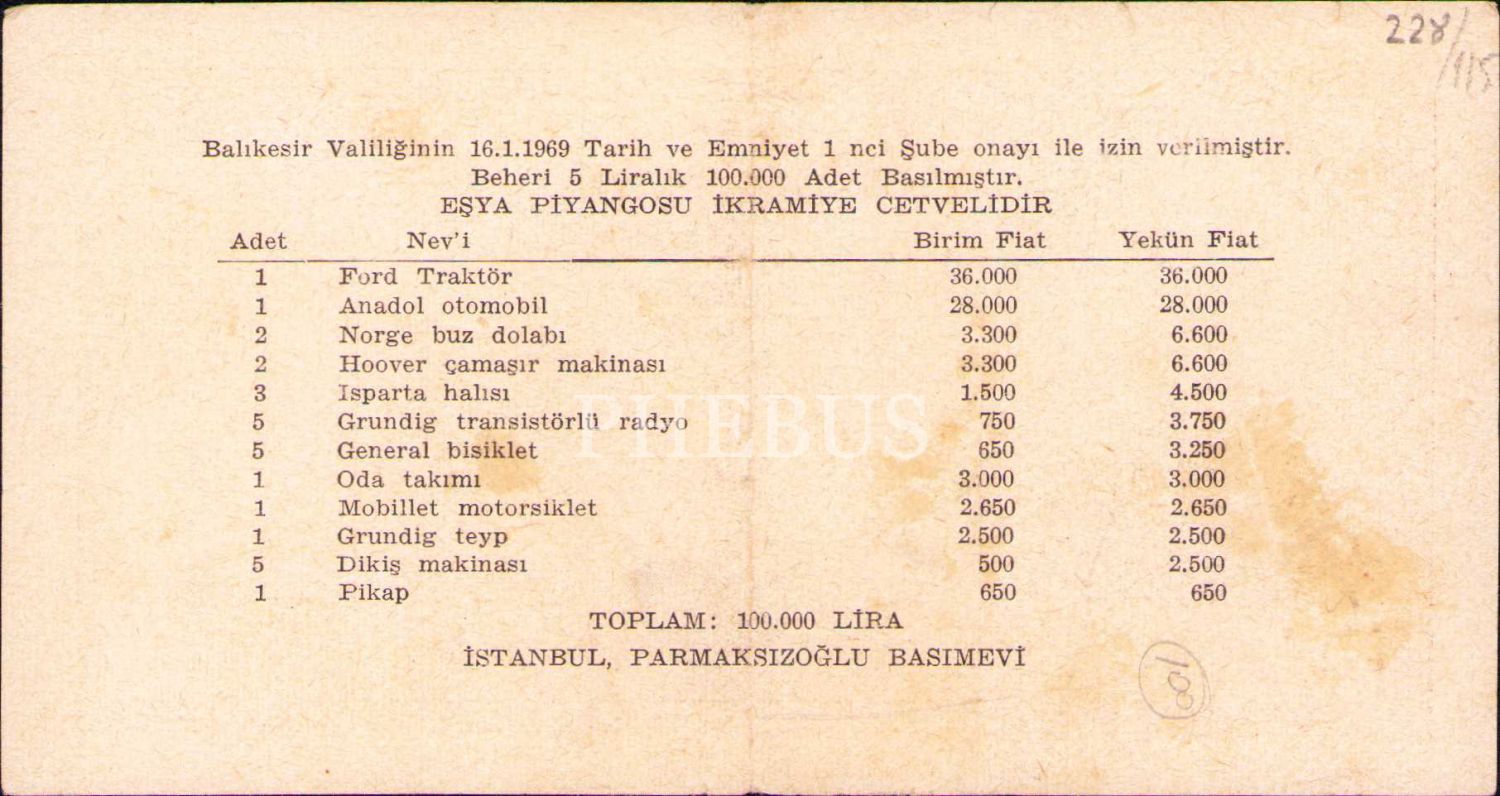 228/115
Balıkesir Valiliğinin 16.1.1969 Tarih ve Emniyet 1 nci Şube onayı ile izin verilmiştir.
Beheri 5 Liralık 100.000 Adet Basılmıştır.
EŞYA PİYANGOSU İKRAMİYE CETVELİDİR
Adet Nev'i Birim Fiat Yekün Fiat
1 Ford Traktör 36.000 36.000
1 Anadol otomobil 28.000 28.000
2 Norge buz dolabı 3.300 6.600
2 Hoover çamaşır makinası 3.300 6.600
3 Isparta halısı 1.500 4.500
5 Grundig transistörlü radyo 750 3.750
PHEBUS
5 General bisiklet 650 3.250
1 Oda takımı 3.000 3.000
1 Mobillet motorsiklet 2.650 2.650
1 Grundig teyp 2.500 2.500
5 Dikiş makinası 500 2.500
1 Pikap 650 650
TOPLAM: 100.000 LİRA
İSTANBUL, PARMAKSIZOĞLU BASIMEVİ